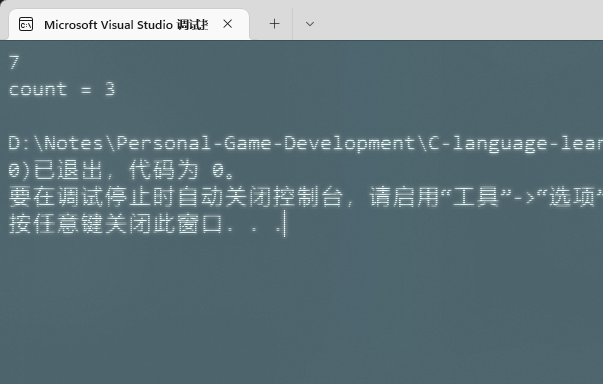 Microsoft Visual Studio 调试
7
count = 3
D:\Notes\Personal-Game-Development\C-language-lear
0)已退出，代码为 0。
要在调试停止时自动关闭控制台，请启用“工具”->“选项”
按任意键关闭此窗口. . .